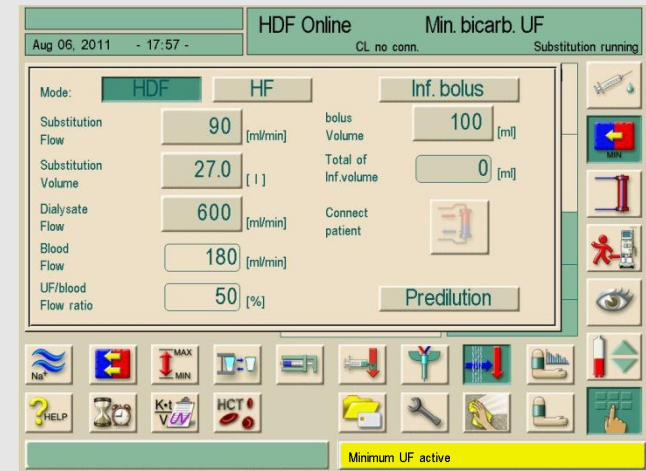 HDF Online Min. bicarb. UF
Aug 06, 2011 - 17:57 - CL no conn. Substitution running
Mode: HDF HF Inf. bolus
Substitution Flow 90 [ml/min]
bolus Volume 100 [ml]
Substitution Volume 27.0 [ l ]
Total of Inf.volume 0 [ml]
Dialysate Flow 600 [ml/min]
Connect patient
Blood Flow 180 [ml/min]
UF/blood Flow ratio 50 [%]
Predilution
MIN
Na+
MAX
MIN
HELP
K•t
V UV
HCT
Minimum UF active